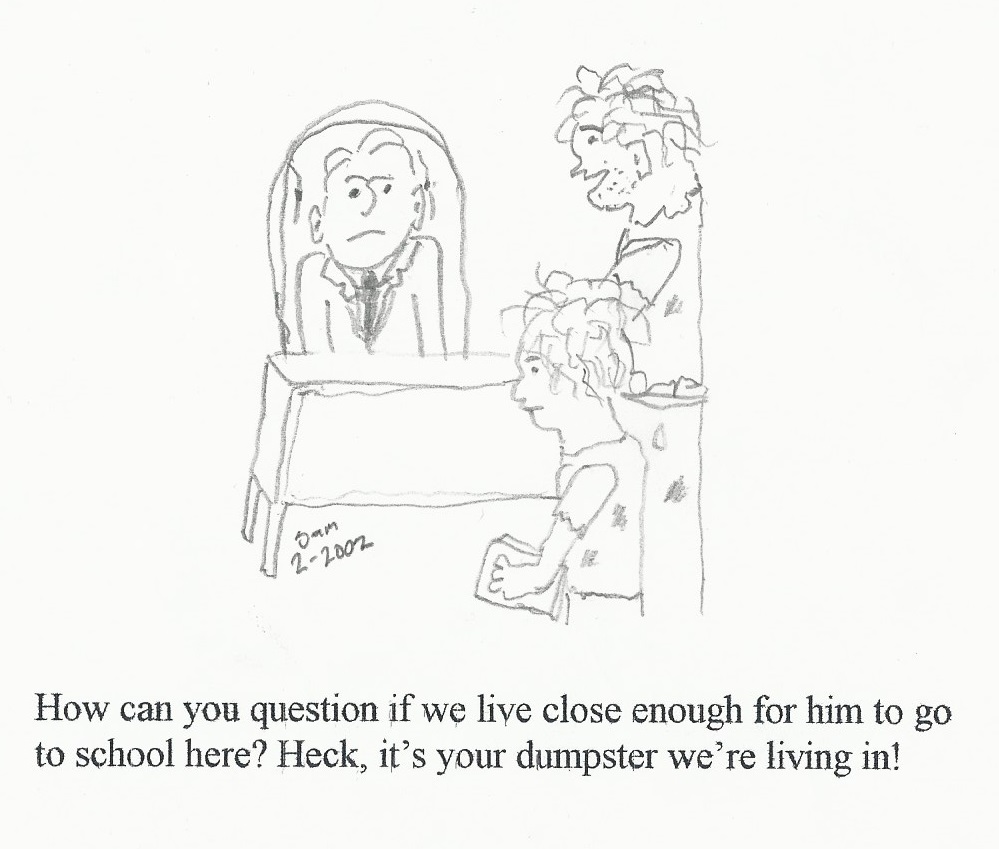 Sam
2-2002
How can you question if we live close enough for him to go
to school here? Heck, it's your dumpster we're living in!